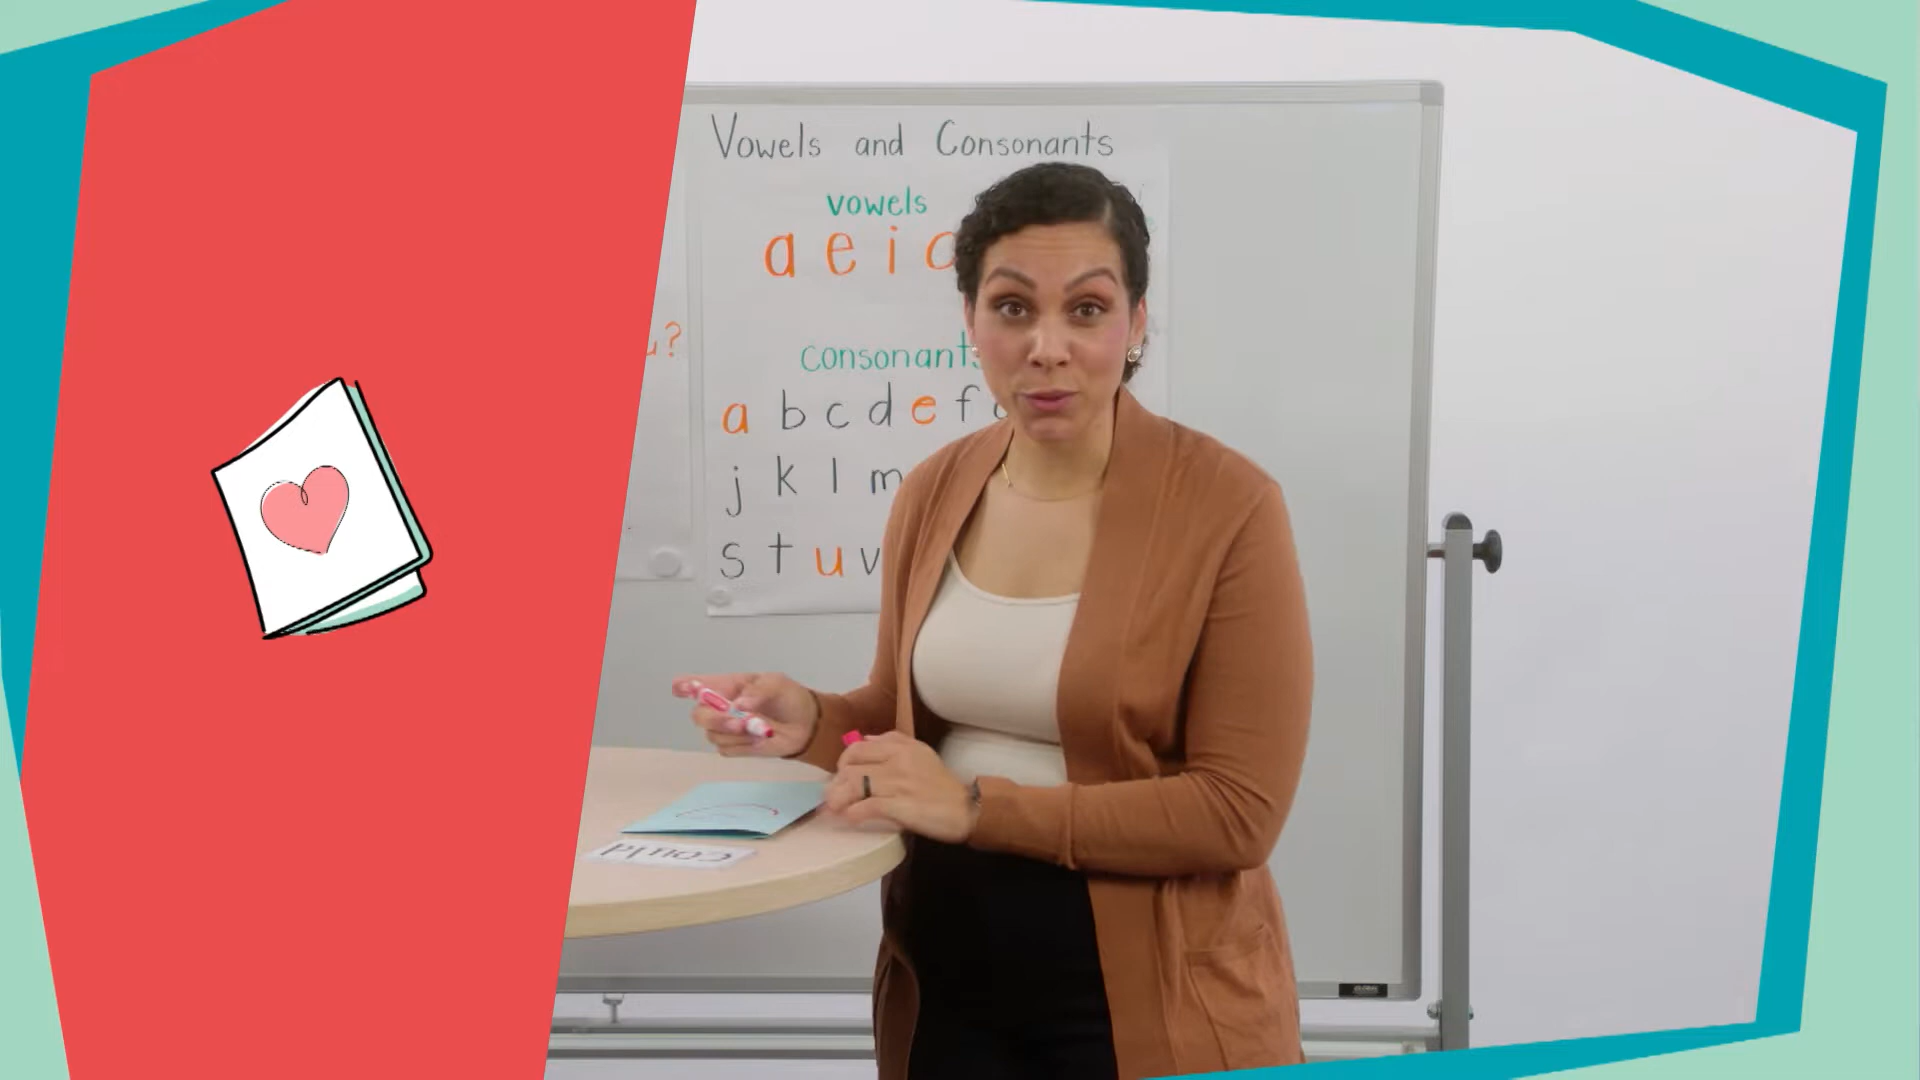 Vowels and Consonants
vowels
a e i o
u?
consonants
a b c d e f g
j k l m
s t u v
could